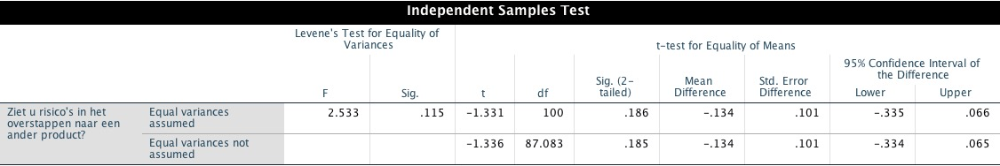 Independent Samples Test
Levene's Test for Equality of
Variances
t-test for Equality of Means
95% Confidence Interval of
the Difference
F Sig. t df Sig. (2-
tailed) Mean
Difference Std. Error
Difference Lower Upper
Ziet u risico's in het
overstappen naar een
ander product?
Equal variances
assumed
2.533 .115 -1.331 100 .186 -.134 .101 -.335 .066
Equal variances not
assumed
-1.336 87.083 .185 -.134 .101 -.334 .065